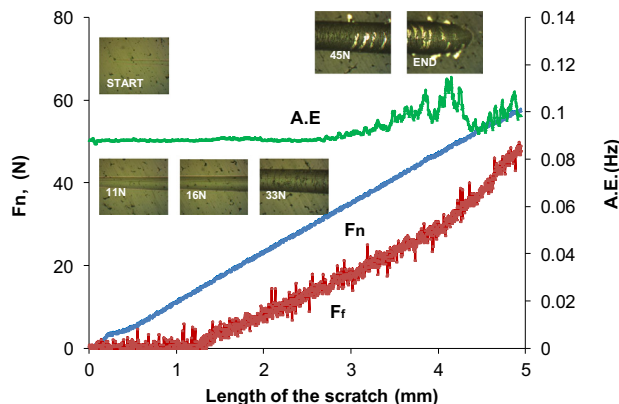 80
60
40
20
0
Fn, (N)
0.14
0.12
0.1
0.08
0.06
0.04
0.02
0
A.E.(Hz)
0 1 2 3 4 5
Length of the scratch (mm)
START
45N
END
A.E
11N
16N
33N
Fn
Ff